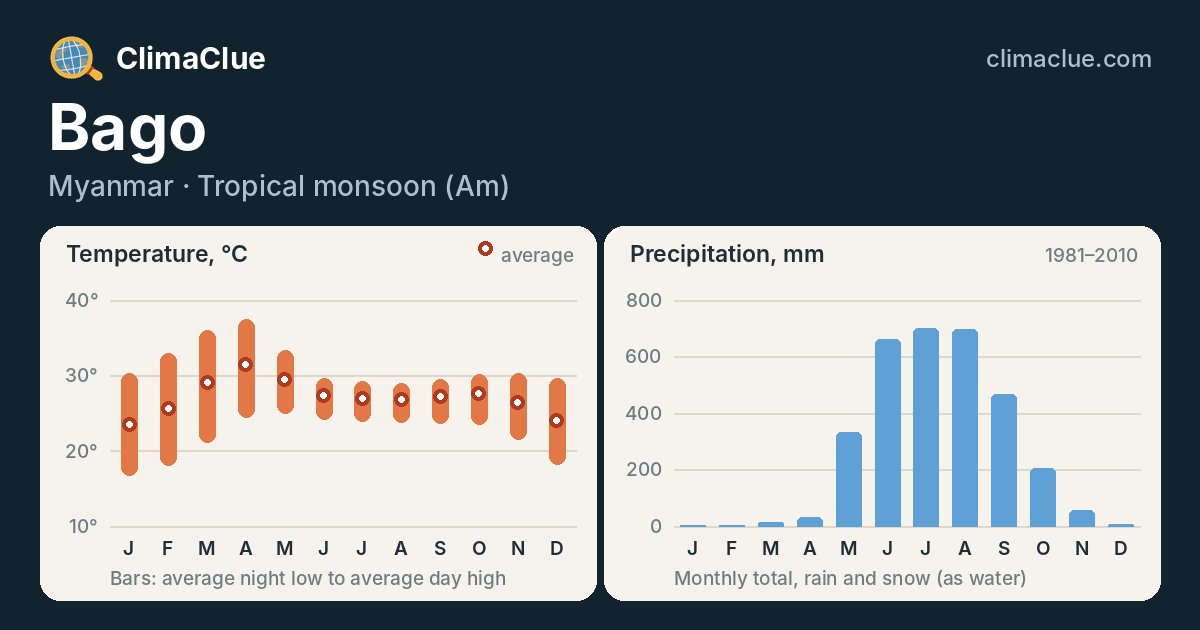 ClimaClue
climaclue.com
Bago
Myanmar · Tropical monsoon (Am)
Temperature, °C
average
40°
30°
20°
10°
J F M A M J J A S O N D
Bars: average night low to average day high
Precipitation, mm
1981–2010
800
600
400
200
0
J F M A M J J A S O N D
Monthly total, rain and snow (as water)